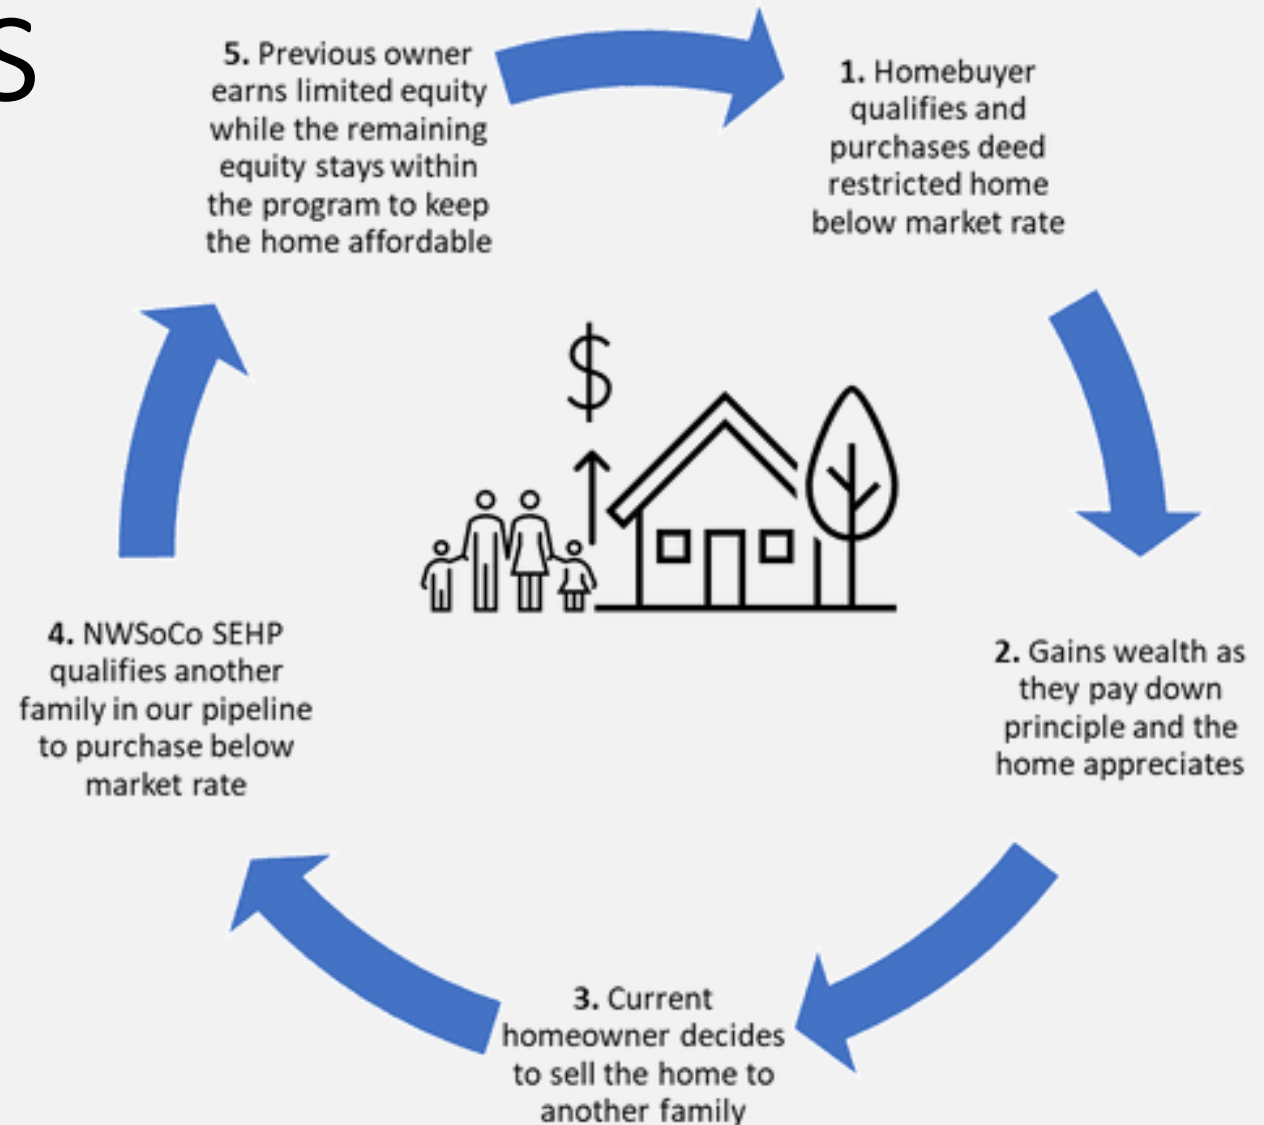 S
5. Previous owner
earns limited equity
while the remaining
equity stays within
the program to keep
the home affordable
1. Homebuyer
qualifies and
purchases deed
restricted home
below market rate
$
2. Gains wealth as
they pay down
principle and the
home appreciates
3. Current
homeowner decides
to sell the home to
another family
4. NWSoCo SEHP
qualifies another
family in our pipeline
to purchase below
market rate